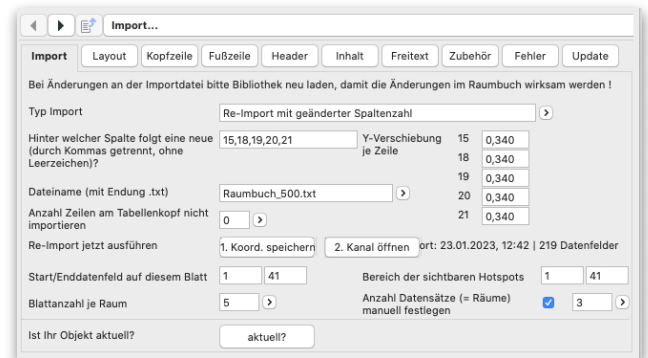 Import...
Import Layout Kopfzeile Fußzeile Header Inhalt Freitext Zubehör Fehler Update
Bei Änderungen an der Importdatei bitte Bibliothek neu laden, damit die Änderungen im Raumbuch wirksam werden !
Typ Import Re-Import mit geänderter Spaltenzahl
Hinter welcher Spalte folgt eine neue 15,18,19,20,21 Y-Verschiebung 15 0,340
(durch Kommas getrennt, ohne je Zeile 18 0,340
Leerzeichen)?
19 0,340
Dateiname (mit Endung .txt) Raumbuch_500.txt 20 0,340
Anzahl Zeilen am Tabellenkopf nicht 0 21 0,340
importieren
Re-Import jetzt ausführen 1. Koord. speichern 2. Kanal öffnen ort: 23.01.2023, 12:42 | 219 Datenfelder
Start/Enddatenfeld auf diesem Blatt 1 41 Bereich der sichtbaren Hotspots 1 41
Blattanzahl je Raum 5 Anzahl Datensätze (= Räume) 3
manuell festlegen
Ist Ihr Objekt aktuell? aktuell?